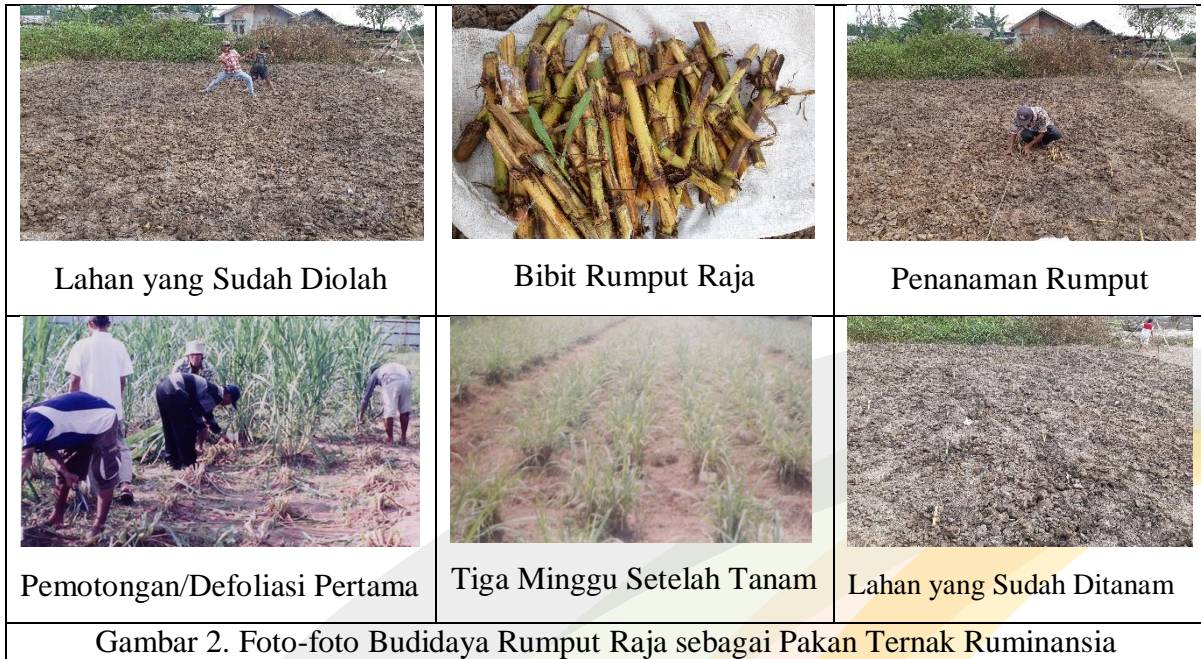 Lahan yang Sudah Diolah
Bibit Rumput Raja
Penanaman Rumput
Pemotongan/Defoliasi Pertama
Tiga Minggu Setelah Tanam
Lahan yang Sudah Ditanam
Gambar 2. Foto-foto Budidaya Rumput Raja sebagai Pakan Ternak Ruminansia